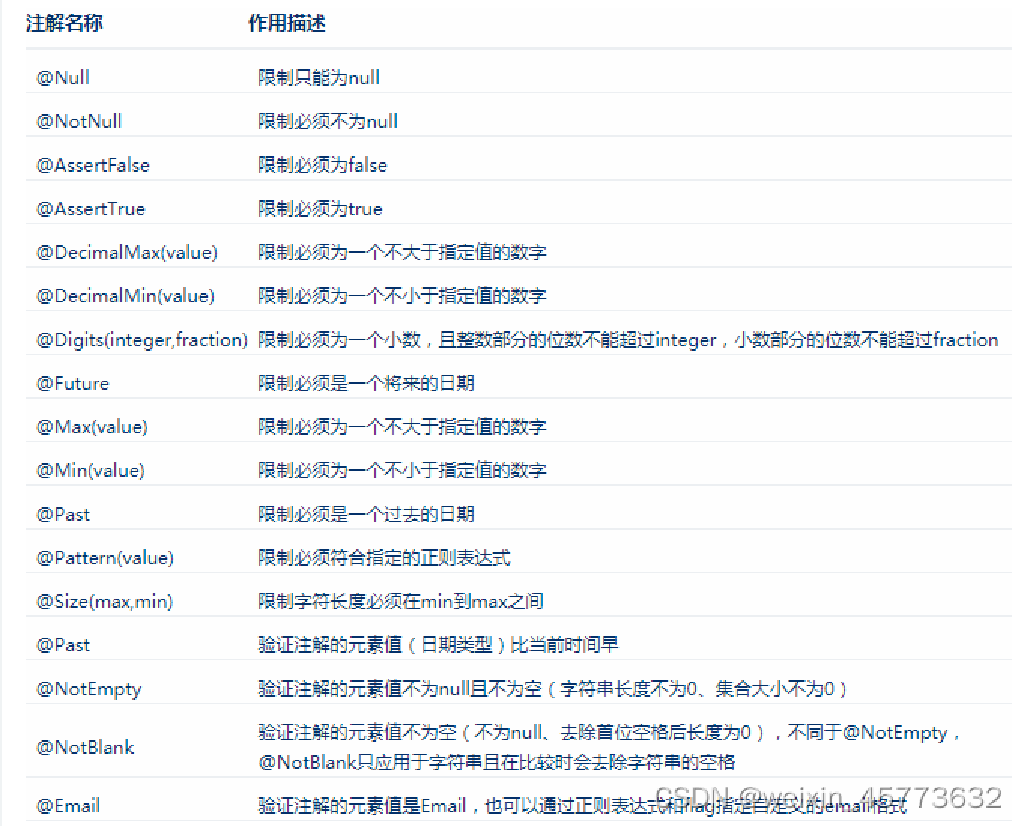 注解名称 作用描述
@Null 限制只能为null
@NotNull 限制必须不为null
@AssertFalse 限制必须为false
@AssertTrue 限制必须为true
@DecimalMax(value) 限制必须为一个不大于指定值的数字
@DecimalMin(value) 限制必须为一个不小于指定值的数字
@Digits(integer,fraction) 限制必须为一个小数，且整数部分的位数不能超过integer，小数部分的位数不能超过fraction
@Future 限制必须是一个将来的日期
@Max(value) 限制必须为一个不大于指定值的数字
@Min(value) 限制必须为一个不小于指定值的数字
@Past 限制必须是一个过去的日期
@Pattern(value) 限制必须符合指定的正则表达式
@Size(max,min) 限制字符长度必须在min到max之间
@Past 验证注解的元素值（日期类型）比当前时间早
@NotEmpty 验证注解的元素值不为null且不为空（字符串长度不为0、集合大小不为0）
@NotBlank 验证注解的元素值不为空（不为null、去除首位空格后长度为0），不同于@NotEmpty，
@NotBlank只应用于字符串且在比较时会去除字符串的空格
@Email 验证注解的元素值是Email，也可以通过正则表达式和flag指定自定义的email格式
CSDN @weixin_45773632